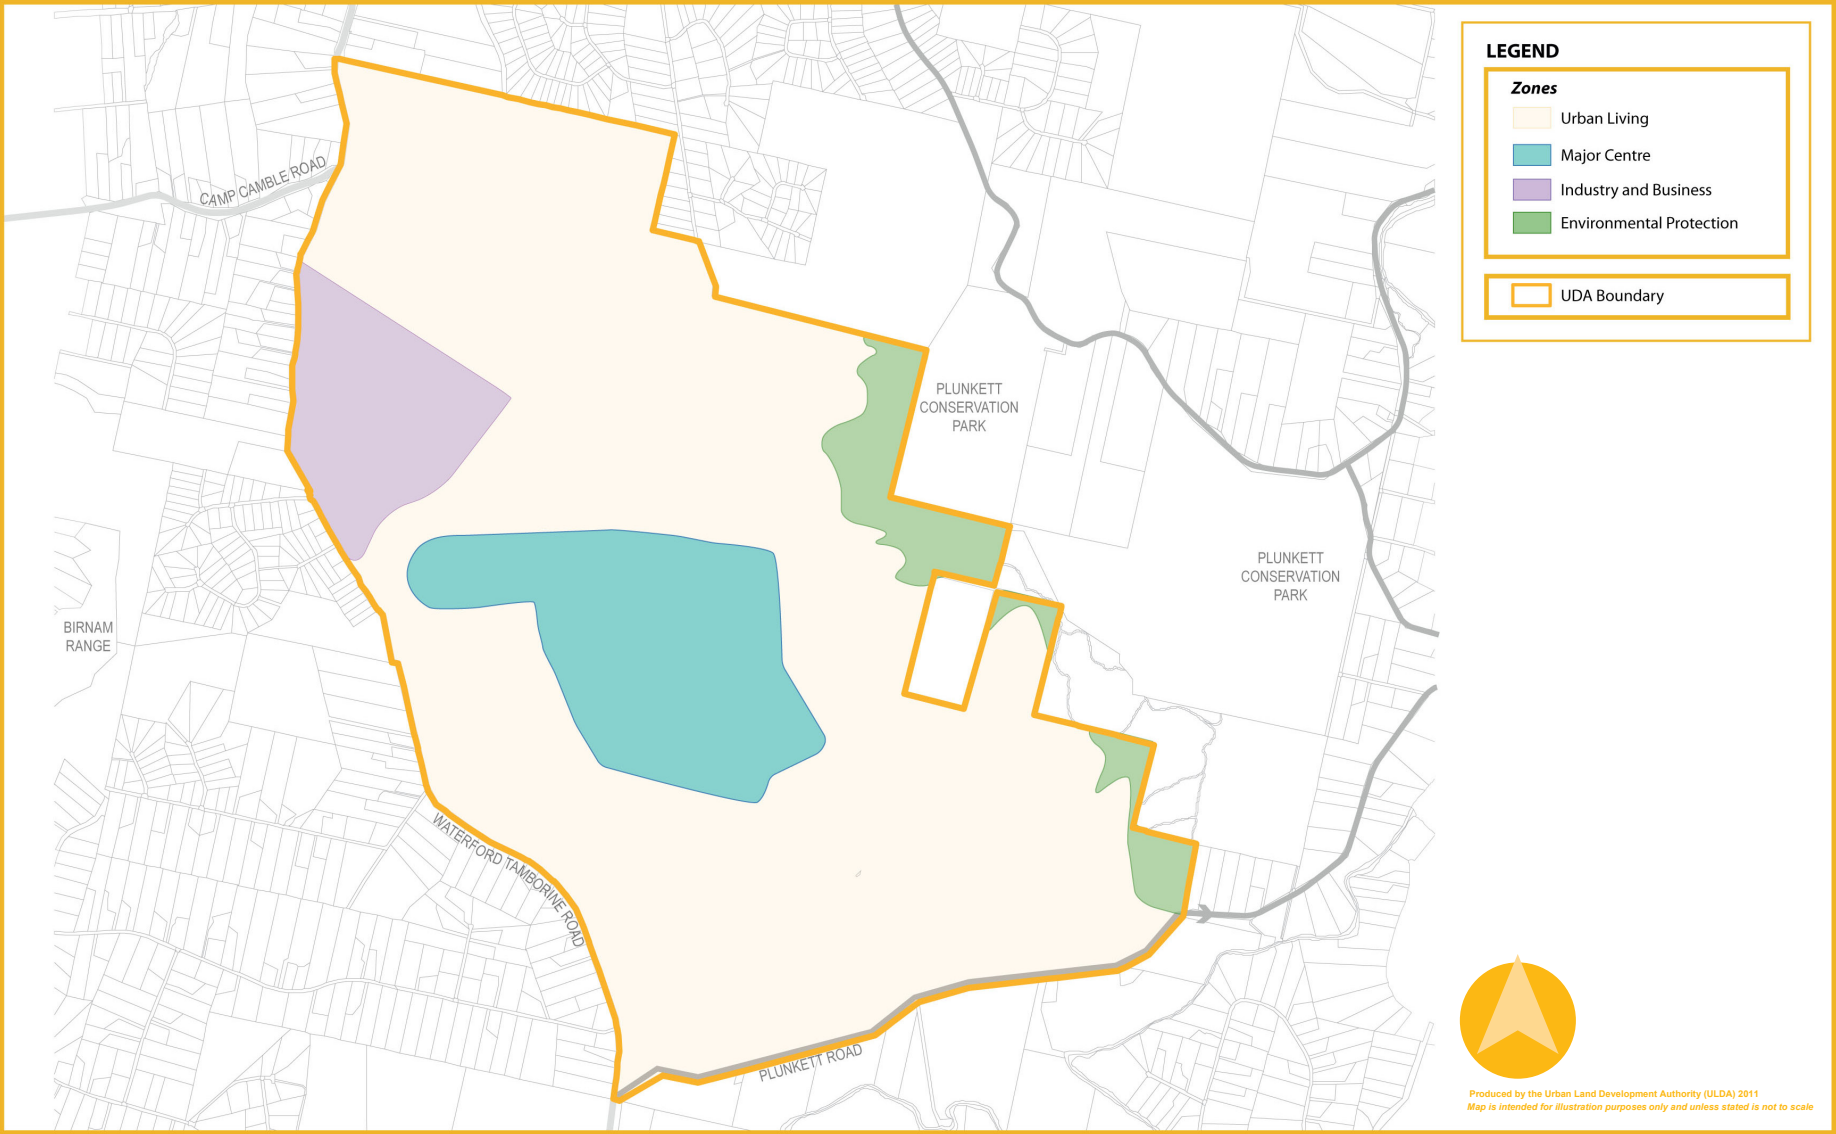 LEGEND
Zones
Urban Living
Major Centre
Industry and Business
Environmental Protection
UDA Boundary
CAMP CAMBLE ROAD
PLUNKETT
CONSERVATION
PARK
PLUNKETT
CONSERVATION
PARK
BIRNAM
RANGE
WATERFORD TAMBORINE ROAD
PLUNKETT ROAD
Produced by the Urban Land Development Authority (ULDA) 2011
Map is intended for illustration purposes only and unless stated is not to scale